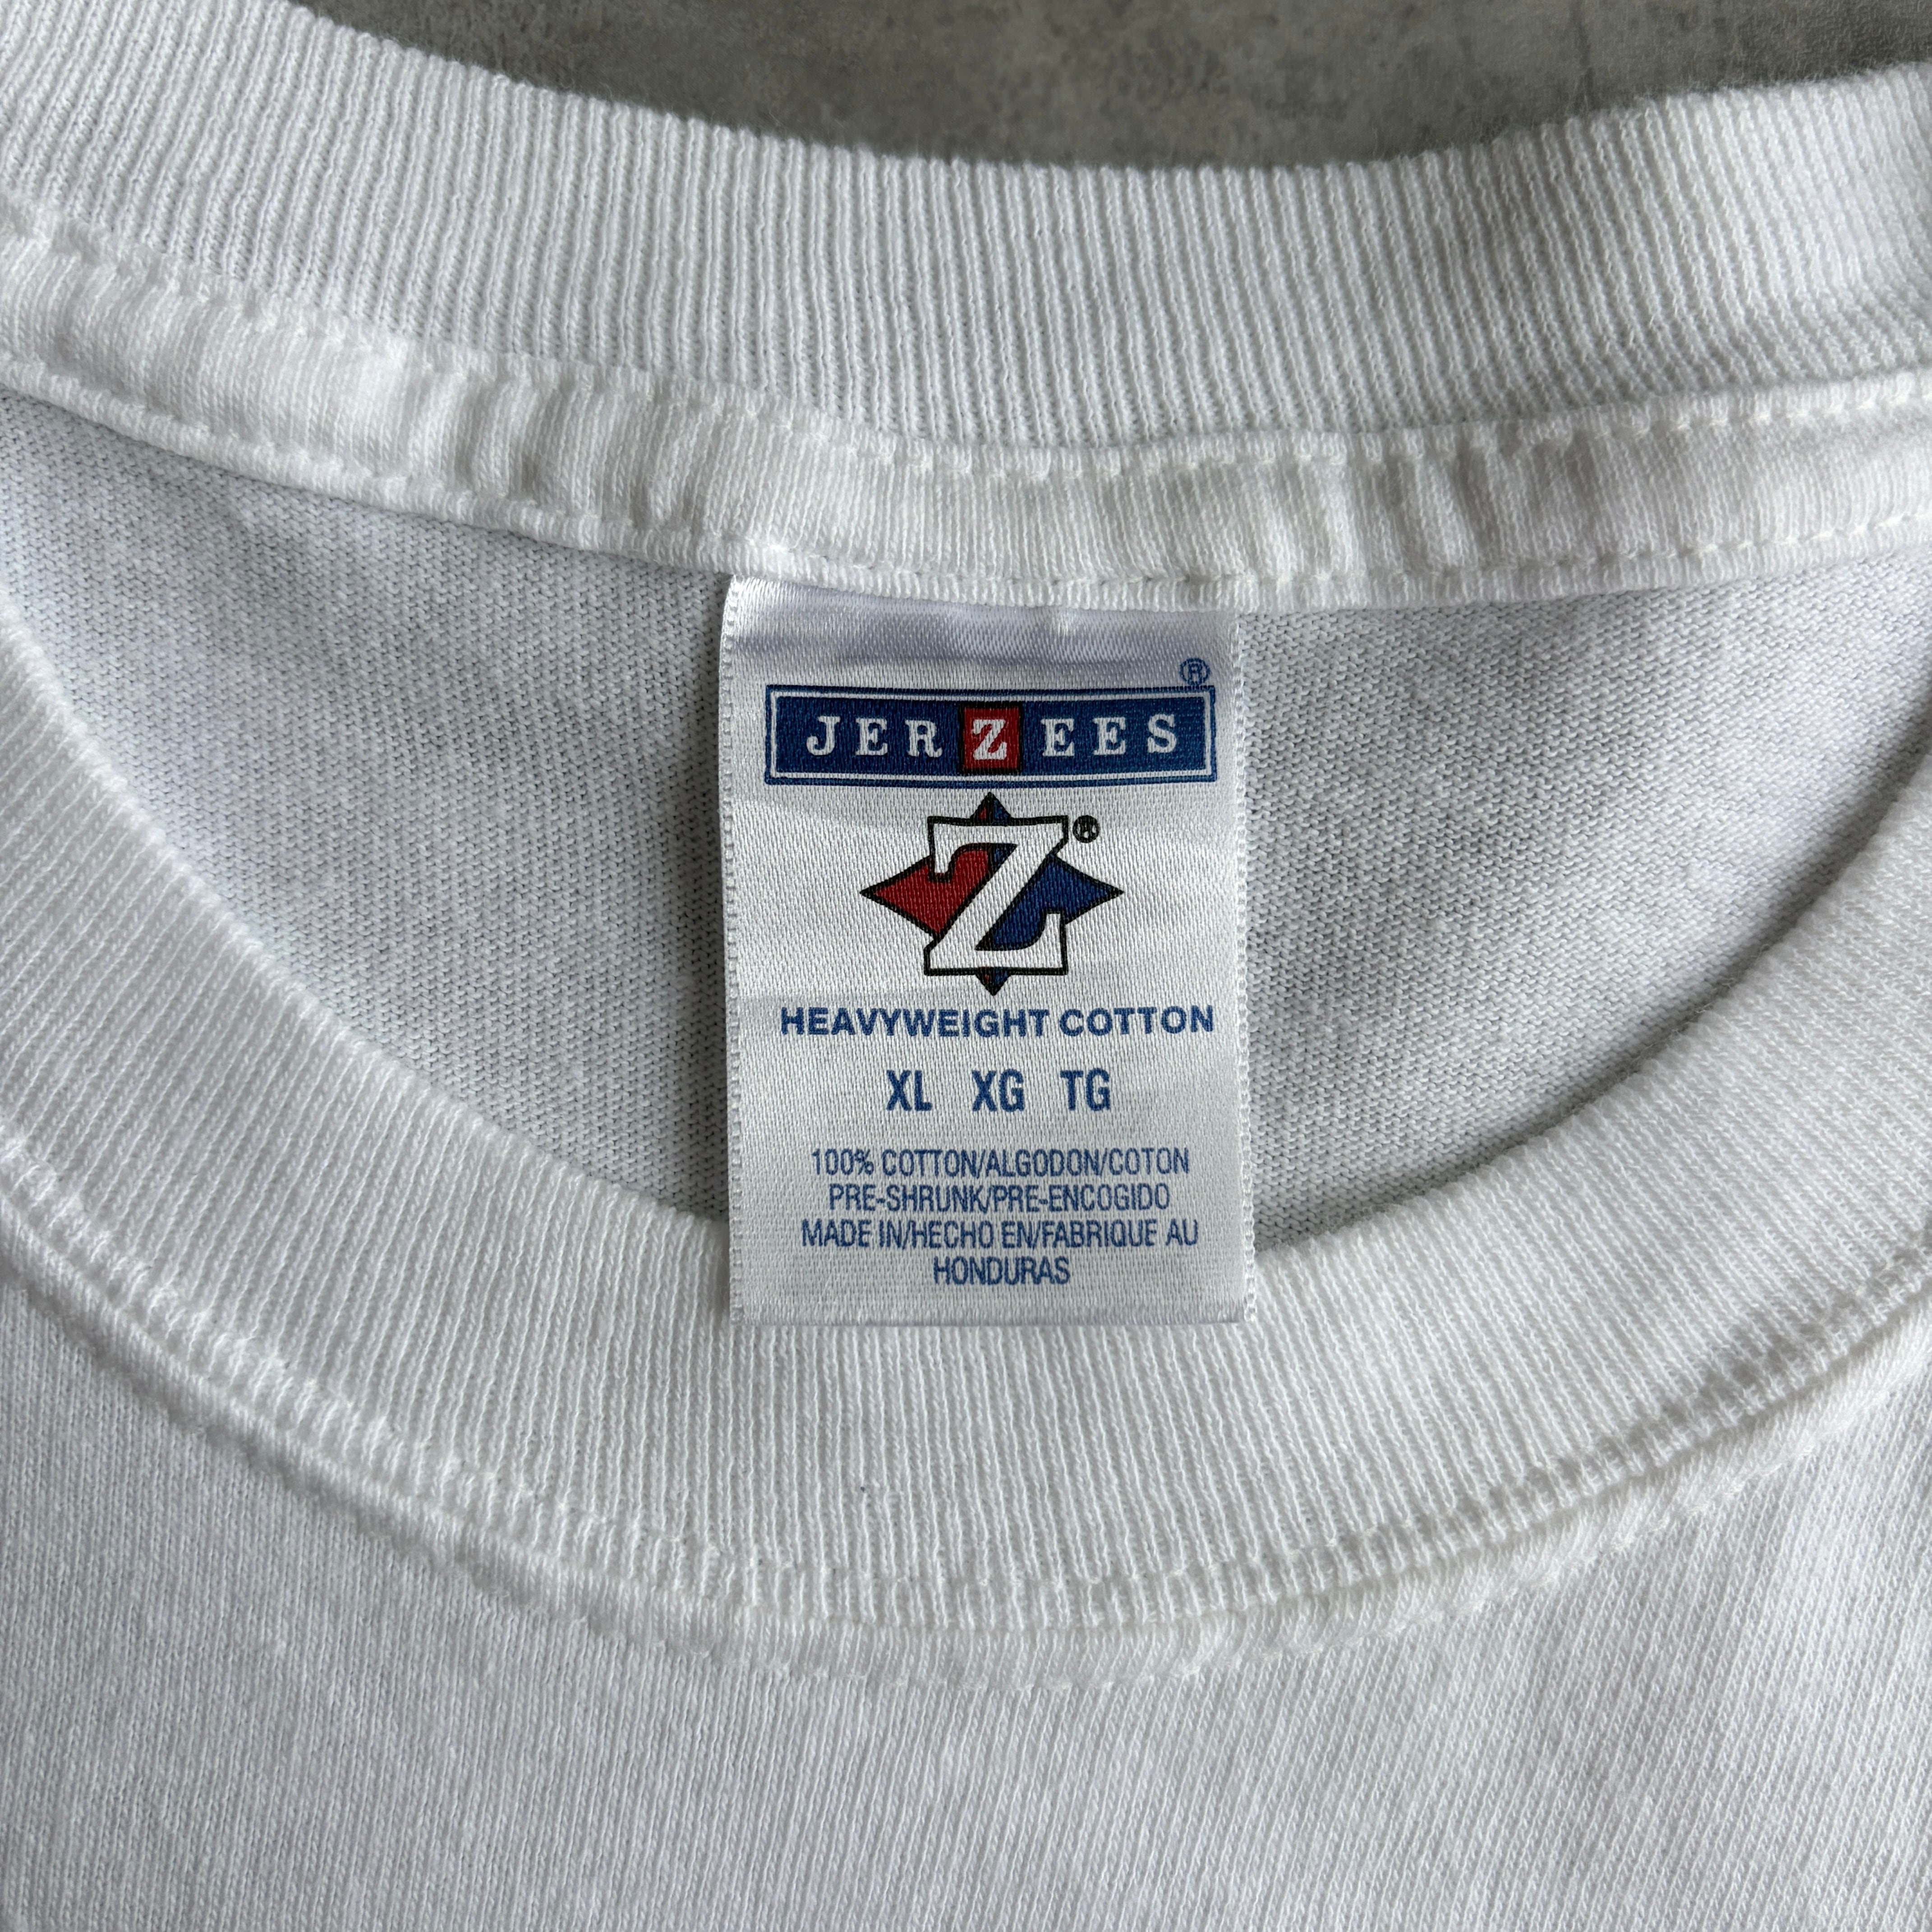 ®
JERZEES
Z®
HEAVYWEIGHT COTTON
XL XG TG
100% COTTON/ALGODON/COTON
PRE-SHRUNK/PRE-ENCOGIDO
MADE IN/HECHO EN/FABRIQUE AU
HONDURAS